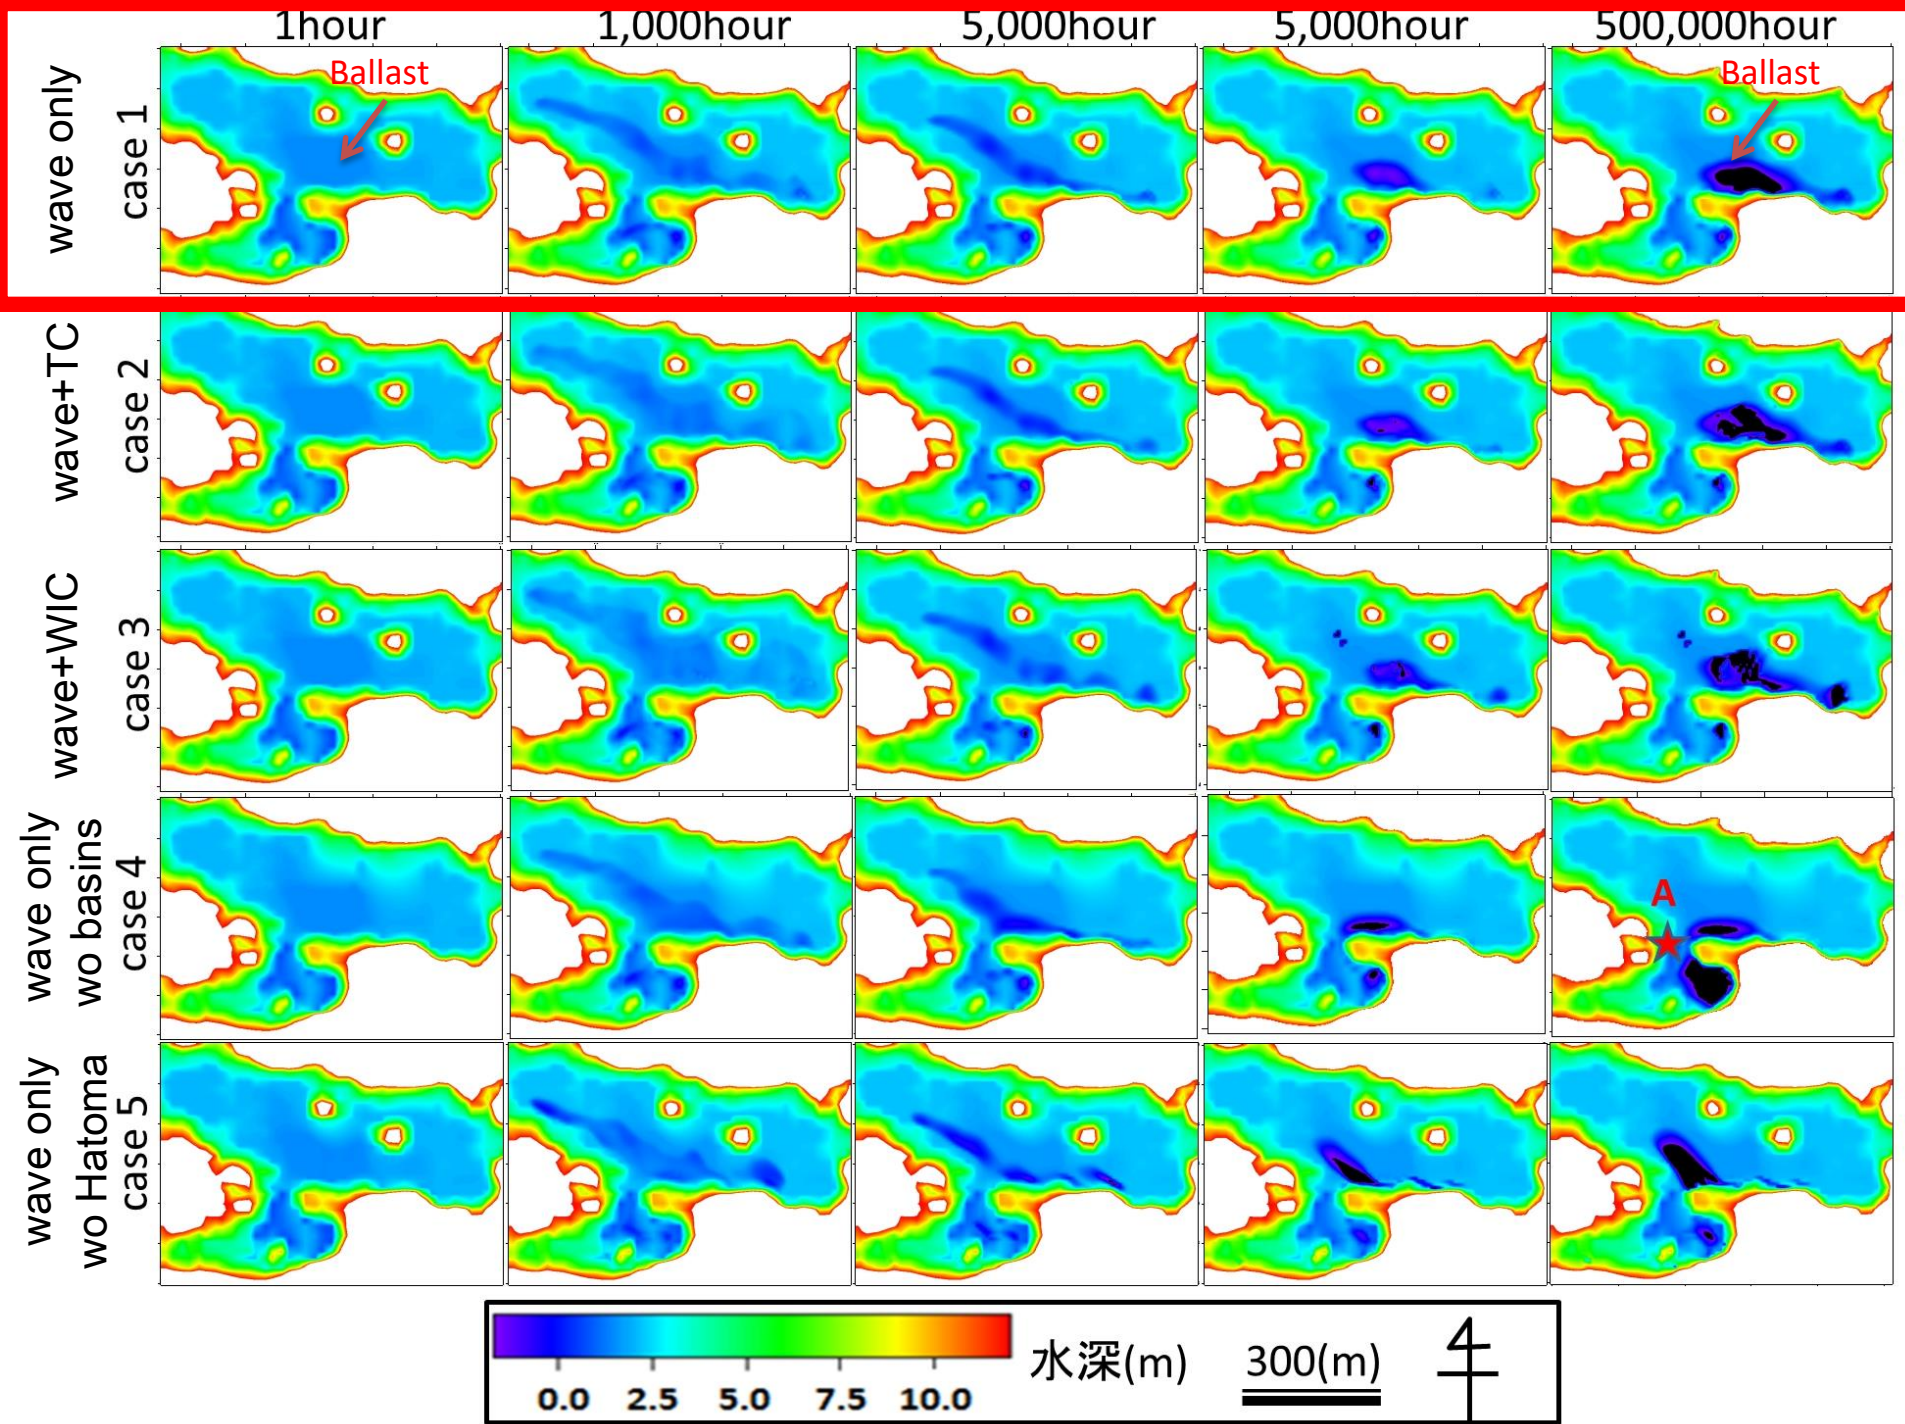 1hour 1,000hour 5,000hour 5,000hour 500,000hour
wave only
case 1
Ballast
Ballast
wave+TC
case 2
wave+WIC
case 3
wave only
wo basins
case 4
A
wave only
wo Hatoma
case 5
0.0 2.5 5.0 7.5 10.0
水深(m)
300(m)